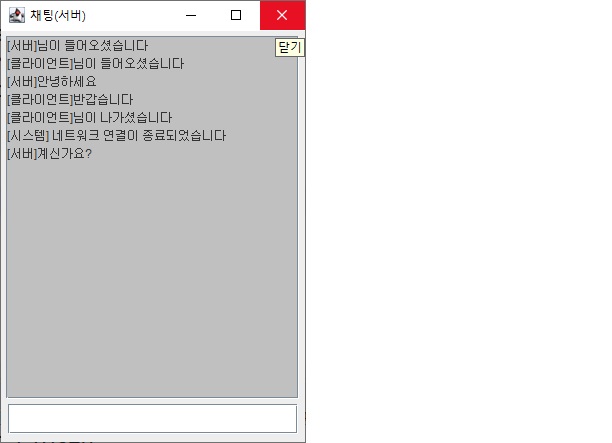 채팅(서버)
닫기
[서버]님이 들어오셨습니다
[클라이언트]님이 들어오셨습니다
[서버]안녕하세요
[클라이언트]반갑습니다
[클라이언트]님이 나가셨습니다
[시스템] 네트워크 연결이 종료되었습니다
[서버]계신가요?